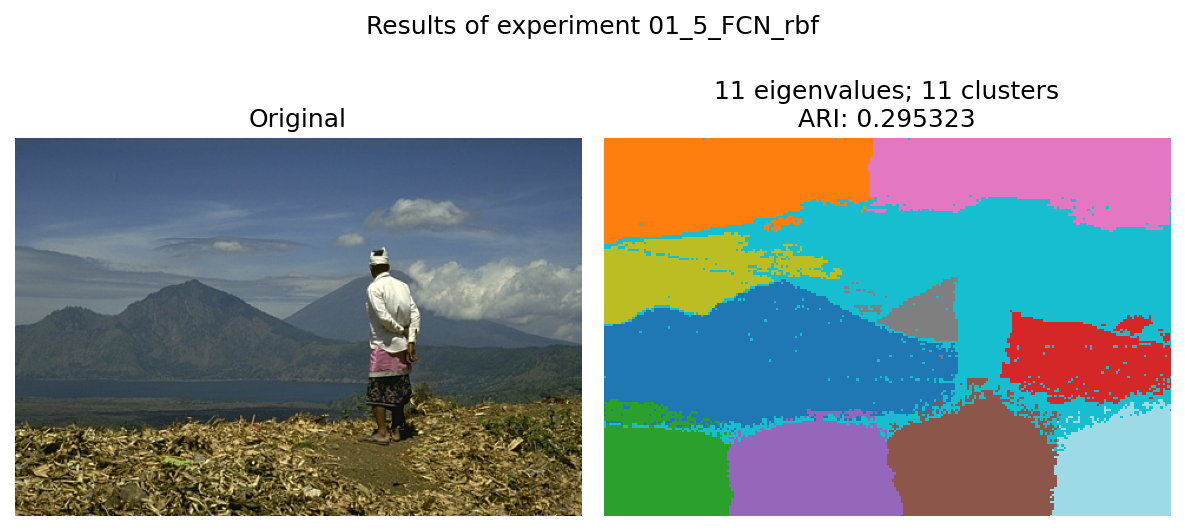 Results of experiment 01_5_FCN_rbf
Original
11 eigenvalues; 11 clusters
ARI: 0.295323